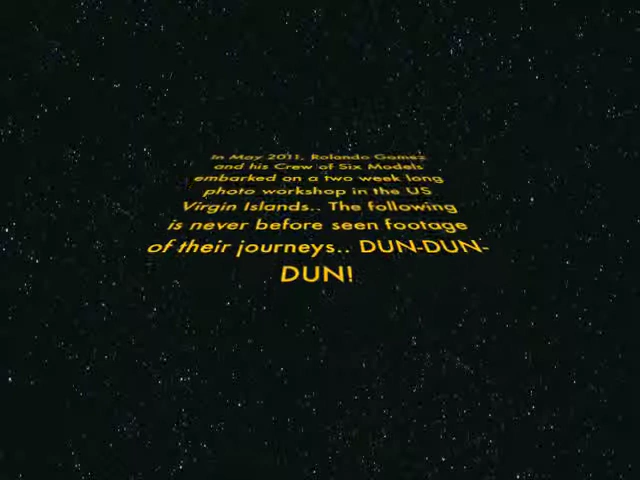 In May 2011, Rolando Gomez
and his Crew of Six Models
embarked on a two week long
photo workshop in the US
Virgin Islands.. The following
is never before seen footage
of their journeys.. DUN-DUN-
DUN!